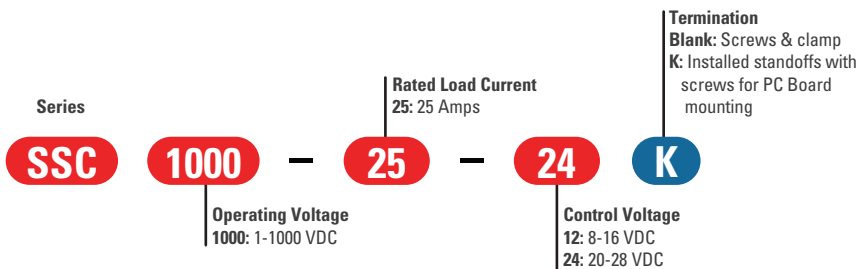 Termination
Blank: Screws & clamp
K: Installed standoffs with
screws for PC Board
mounting
Rated Load Current
25: 25 Amps
Series
SSC 1000 – 25 – 24 K
Operating Voltage
1000: 1-1000 VDC
Control Voltage
12: 8-16 VDC
24: 20-28 VDC